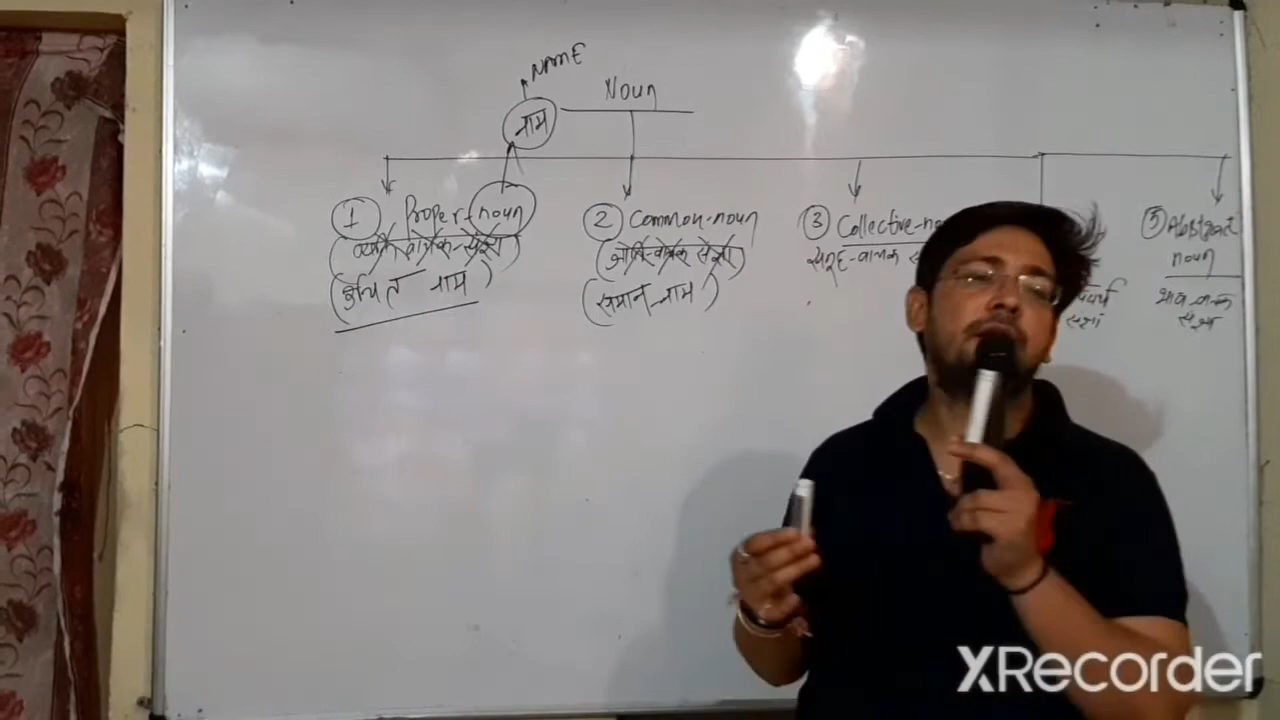 NAME
Noun
नाम
1 Proper-noun
व्यक्ति-वाचक-संज्ञा
(उचित नाम)
2 Common-noun
(जाति-वाचक संज्ञा)
(समान-नाम)
3 Collective-no
समूह-वाचक
संज्ञा
5 Abstract
noun
भाव-वाचक
संज्ञा
XRecorder